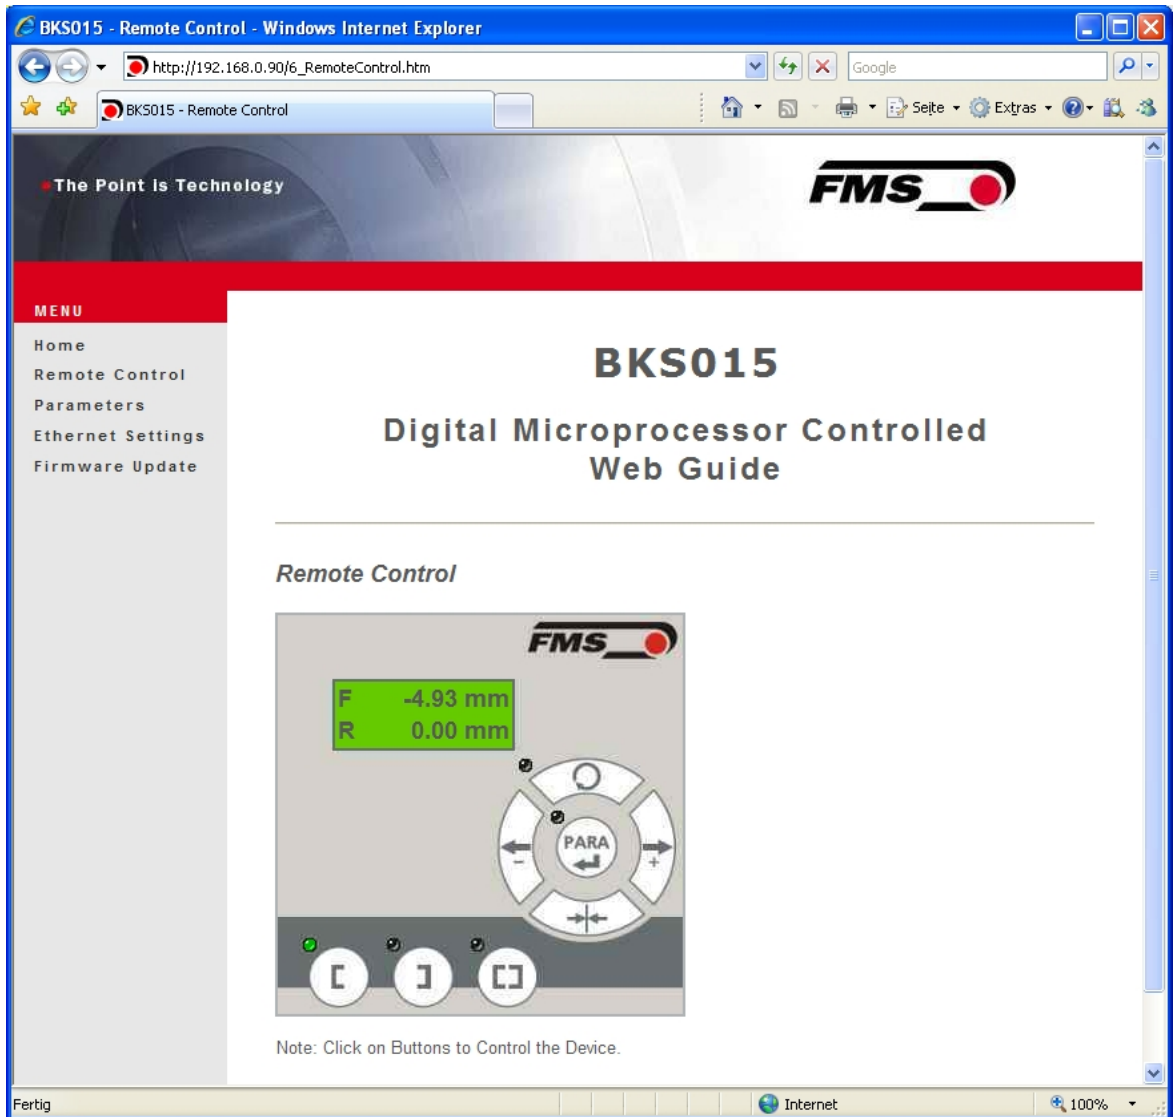 BKS015 - Remote Control - Windows Internet Explorer
http://192.168.0.90/6_RemoteControl.htm
Google
BKS015 - Remote Control
Seite
Extras
The Point is Technology
FMS
MENU
Home
Remote Control
Parameters
Ethernet Settings
Firmware Update
BKS015
Digital Microprocessor Controlled
Web Guide
Remote Control
FMS
F -4.93 mm
R 0.00 mm
PARA
-
+
[
]
[]
Note: Click on Buttons to Control the Device.
Fertig
Internet
100%